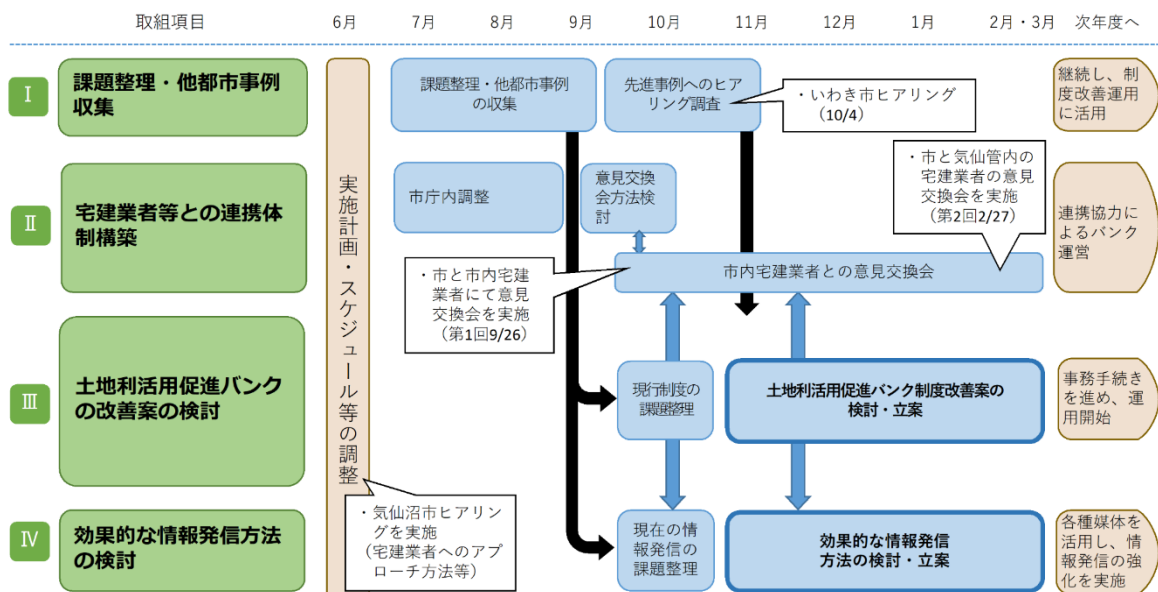 取組項目
6月
7月
8月
9月
10月
11月
12月
1月
2月・3月
次年度へ
Ⅰ
課題整理・他都市事例
収集
課題整理・他都市事例
の収集
先進事例へのヒア
リング調査
・いわき市ヒアリング
（10/4）
継続し、制
度改善運用
に活用
実施計画・スケジュール等の調整
Ⅱ
宅建業者等との連携体
制構築
市庁内調整
意見交換
会方法検
討
・市と気仙管内の
宅建業者の意見
交換会を実施
（第2回2/27）
連携協力に
よるバンク
運営
市内宅建業者との意見交換会
・市と市内宅建
業者にて意見
交換会を実施
（第1回9/26）
Ⅲ
土地利活用促進バンク
の改善案の検討
現行制度の
課題整理
土地利活用促進バンク制度改善案の
検討・立案
事務手続き
を進め、運
用開始
・気仙沼市ヒアリン
グを実施
（宅建業者へのアプ
ローチ方法等）
Ⅳ
効果的な情報発信方法
の検討
現在の情
報発信の
課題整理
効果的な情報発信
方法の検討・立案
各種媒体を
活用し、情
報発信の強
化を実施